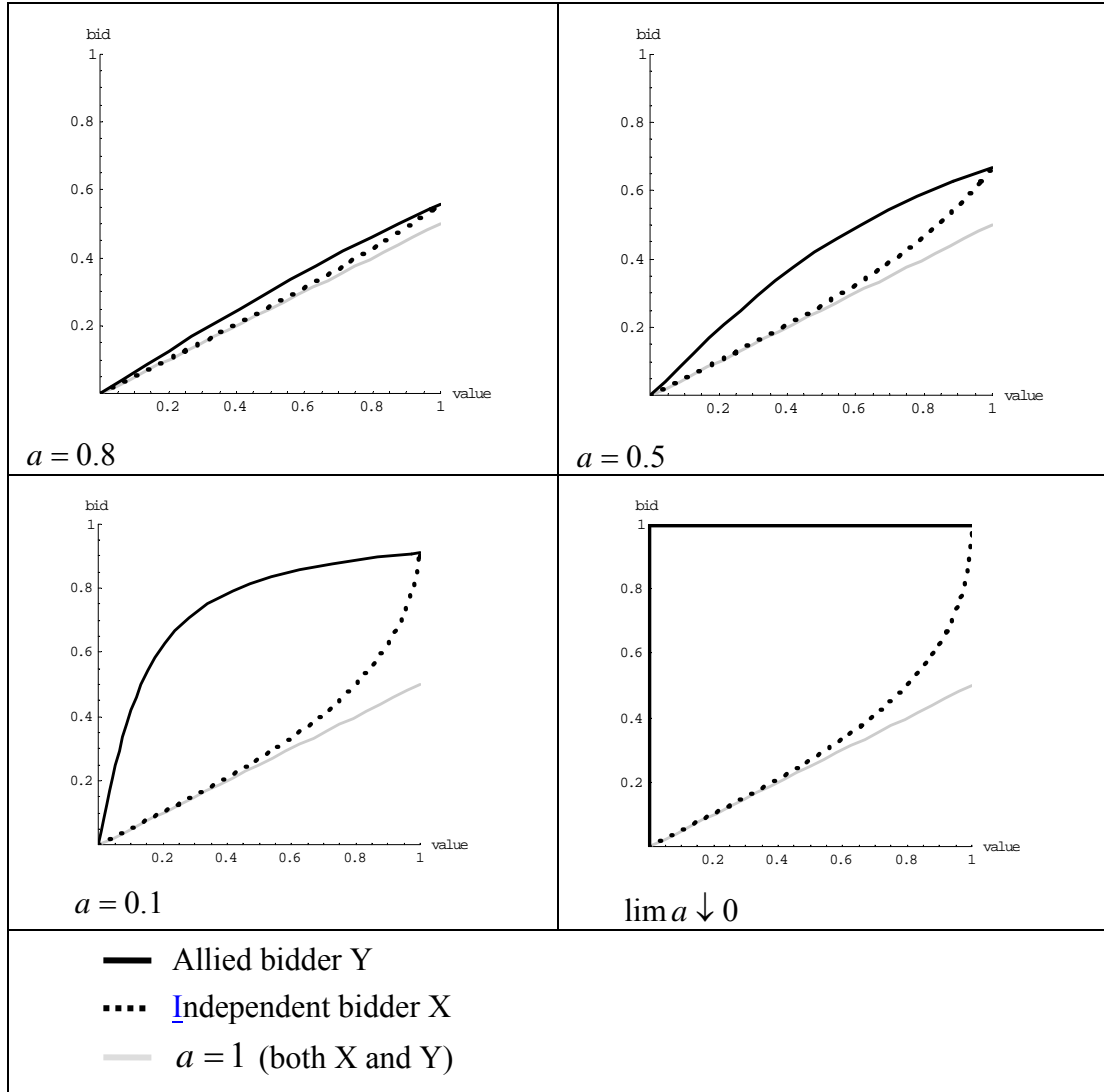 bid
1
0.8
0.6
0.4
0.2
0.2 0.4 0.6 0.8 1
value
a = 0.8
bid
1
0.8
0.6
0.4
0.2
0.2 0.4 0.6 0.8 1
value
a = 0.5
bid
1
0.8
0.6
0.4
0.2
0.2 0.4 0.6 0.8 1
value
a = 0.1
bid
1
0.8
0.6
0.4
0.2
0.2 0.4 0.6 0.8 1
value
lim a ↓ 0
Allied bidder Y
Independent bidder X
a = 1 (both X and Y)